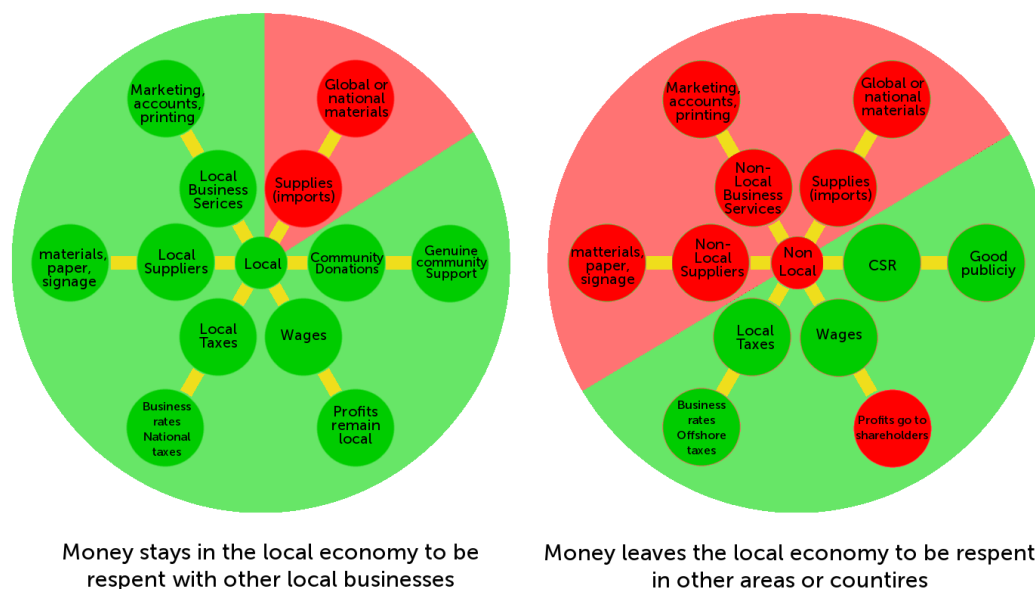 Marketing,
accounts,
printing
Global or
national
materials
Local
Business
Serices
Supplies
(imports)
materials,
paper,
signage
Local
Suppliers
Local
Community
Donations
Genuine
community
Support
Local
Taxes
Wages
Business
rates
National
taxes
Profits
remain
local
Money stays in the local economy to be
respent with other local businesses
Marketing,
accounts,
printing
Global or
national
materials
Non-
Local
Business
Services
Supplies
(imports)
matterials,
paper,
signage
Non-
Local
Suppliers
Non
Local
CSR
Good
publiciy
Local
Taxes
Wages
Business
rates
Offshore
taxes
Profits go to
shareholders
Money leaves the local economy to be respent
in other areas or countires